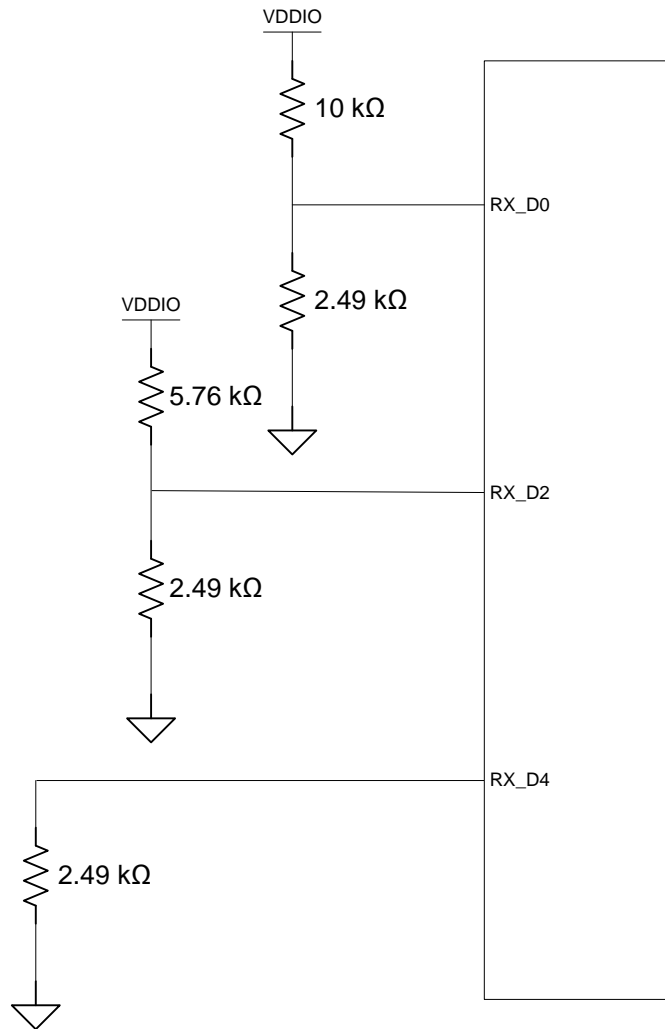 VDDIO
10 kΩ
RX_D0
2.49 kΩ
VDDIO
5.76 kΩ
RX_D2
2.49 kΩ
RX_D4
2.49 kΩ